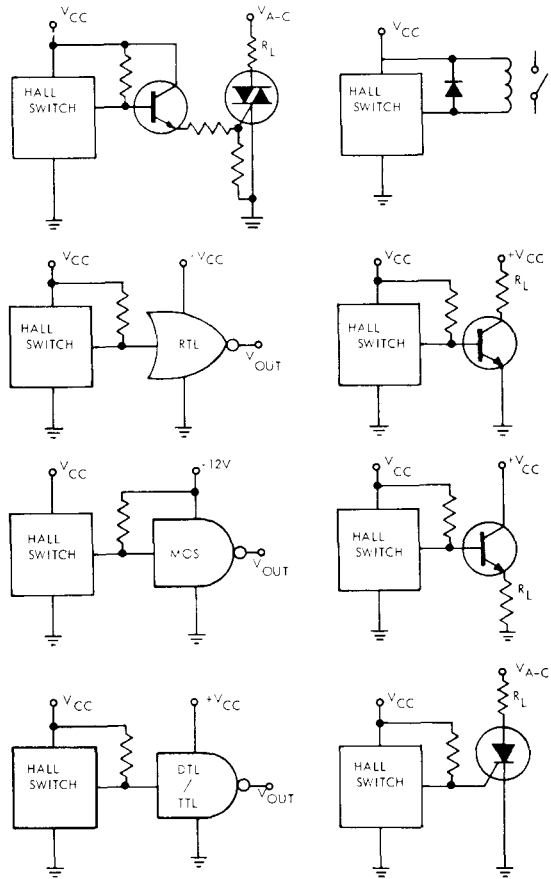 VCC
VA-C
RL
HALL
SWITCH
VCC
HALL
SWITCH
VCC
-VCC
HALL
SWITCH
RTL
VOUT
VCC
+VCC
RL
HALL
SWITCH
VCC
-12V
HALL
SWITCH
MOS
VOUT
VCC
+VCC
HALL
SWITCH
RL
VCC
+VCC
HALL
SWITCH
DTL
/
TTL
VOUT
VCC
VA-C
RL
HALL
SWITCH